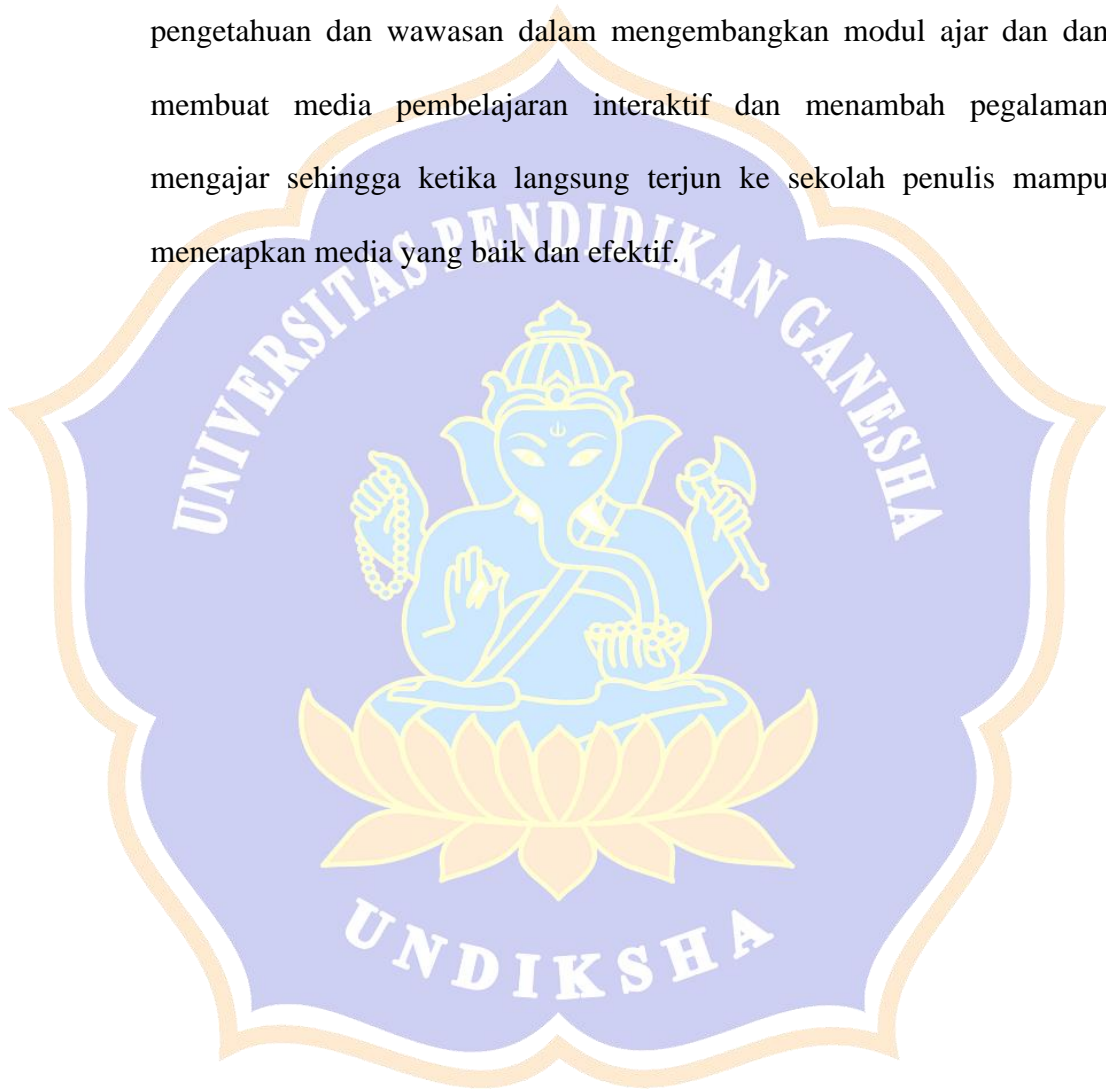 pengetahuan dan wawasan dalam mengembangkan modul ajar dan dan
membuat media pembelajaran interaktif dan menambah pegalaman
mengajar sehingga ketika langsung terjun ke sekolah penulis mampu
menerapkan media yang baik dan efektif.
UNIVERSITAS PENDIDIKAN GANESHA
UNDIKSHA